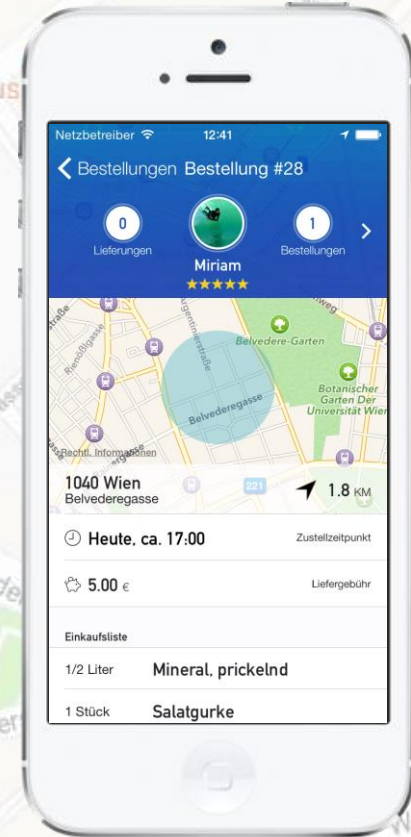 Netzbetreiber 12:41
Bestellungen Bestellung #28
0 1
Lieferungen Bestellungen
Miriam
Argentinierstraße
Belvedere-Garten
Botanischer
Garten Der
Universität Wien
Belvederegasse
Rechtl. Informationen
1040 Wien
Belvederegasse
221
1.8 KM
Heute, ca. 17:00 Zustellzeitpunkt
5.00 € Liefergebühr
Einkaufsliste
1/2 Liter Mineral, prickelnd
1 Stück Salatgurke